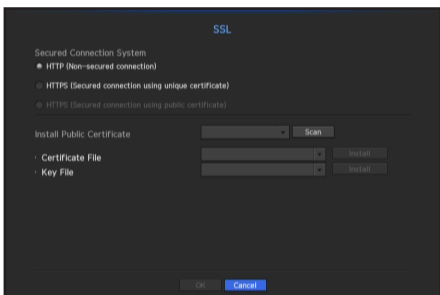 SSL
Secured Connection System
HTTP (Non-secured connection)
HTTPS (Secured connection using unique certificate)
HTTPS (Secured connection using public certificate)
Install Public Certificate Scan
· Certificate File Install
· Key File Install
OK Cancel